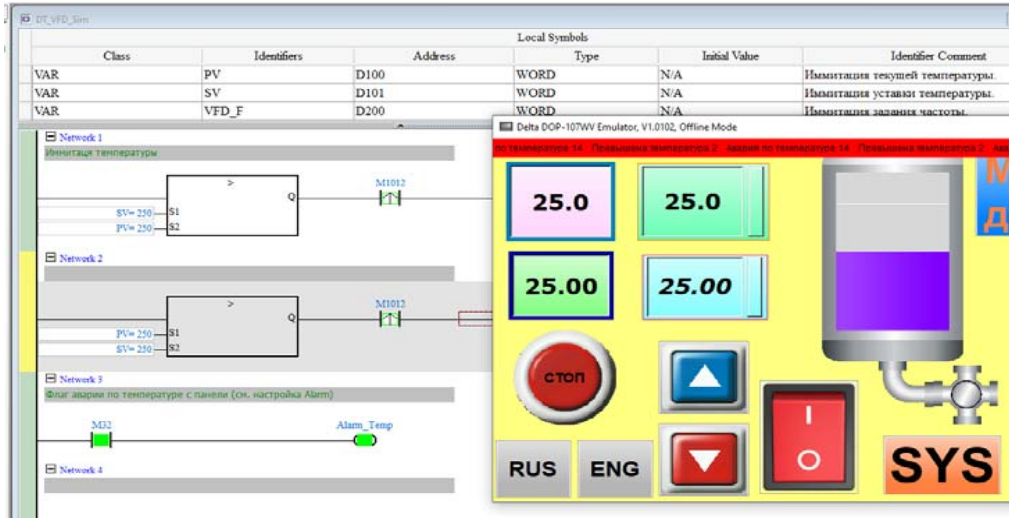 DT_VFD_Sim
Local Symbols
Class Identifiers Address Type Initial Value Identifier Comment
VAR PV D100 WORD N/A Иммитация текущей температуры.
VAR SV D101 WORD N/A Иммитация уставки температуры.
VAR VFD_F D200 WORD N/A Иммитация задания частоты.
Network 1
Иммитаця температуры
>
Q
M1012
SV= 250 S1
PV= 250 S2
Network 2
>
Q
M1012
PV= 250 S1
SV= 250 S2
Network 3
Флаг аварии по температуре с панели (см. настройка Alarm)
M32 Alarm_Temp
Network 4
Delta DOP-107WV Emulator, V1.0102, Offline Mode
по температуре 14 Превышена температура 2 Авария по температуре 14 Превышена температура 2
25.0 25.0
25.00 25.00
СТОП
RUS ENG
SYS